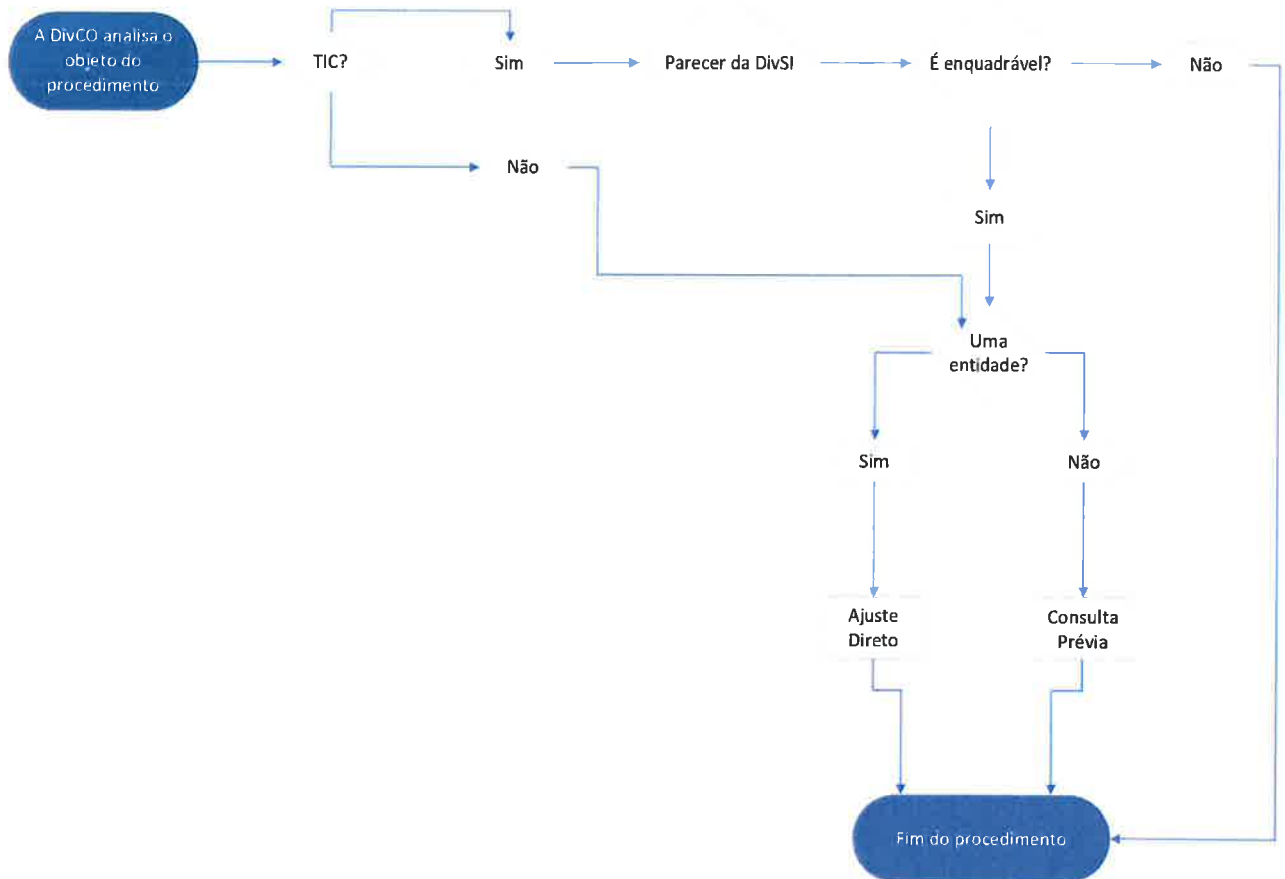 A DivCO analisa o
objeto do
procedimento
TIC?
Sim
Parecer da DivSI
É enquadrável?
Não
Não
Sim
Uma
entidade?
Sim
Não
Ajuste
Direto
Consulta
Prévia
Fim do procedimento